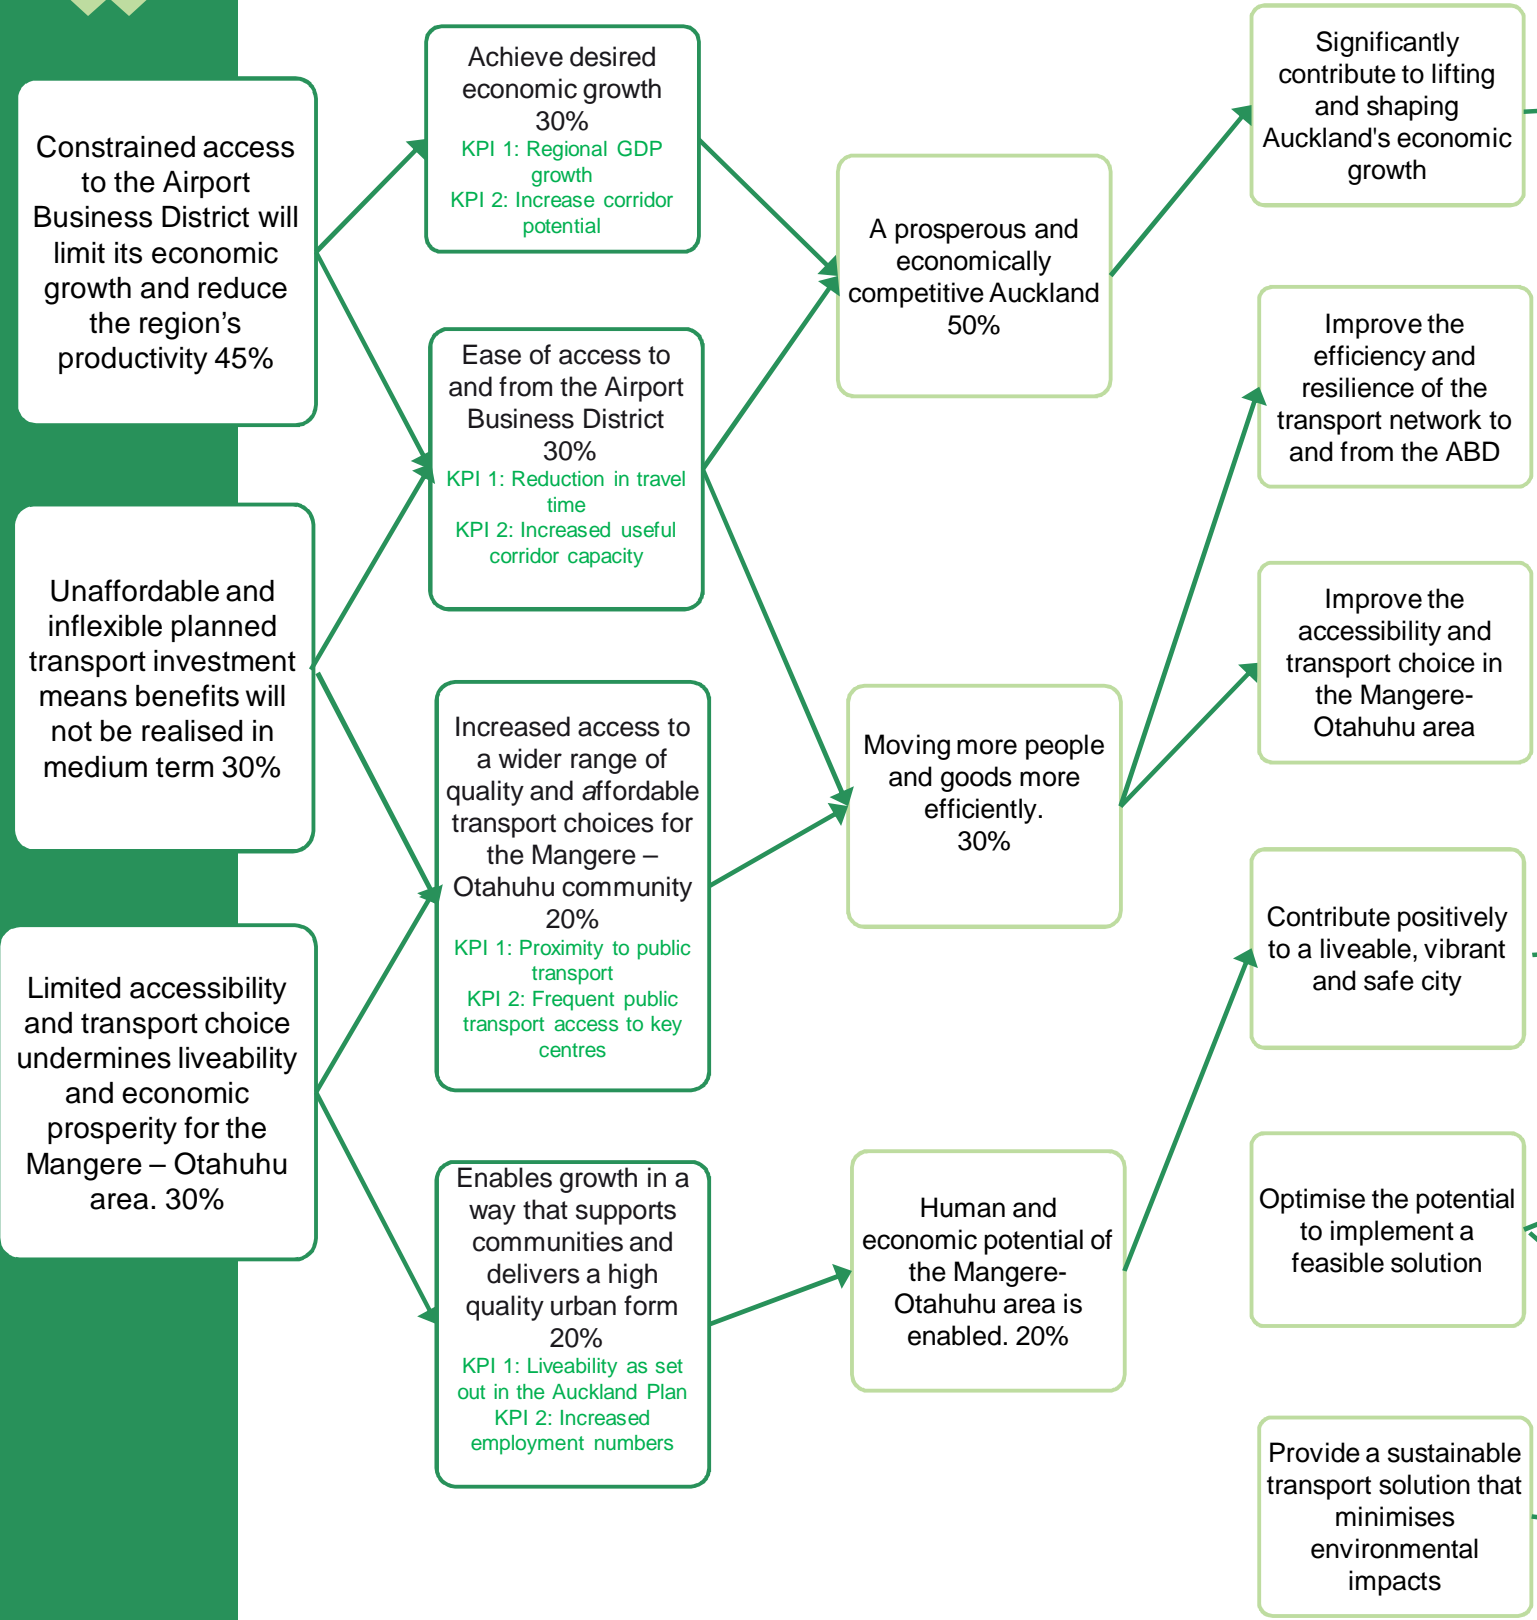 Constrained access
to the Airport
Business District will
limit its economic
growth and reduce
the region’s
productivity 45%
Unaffordable and
inflexible planned
transport investment
means benefits will
not be realised in
medium term 30%
Limited accessibility
and transport choice
undermines liveability
and economic
prosperity for the
Mangere – Otahuhu
area. 30%
Achieve desired
economic growth
30%
KPI 1: Regional GDP
growth
KPI 2: Increase corridor
potential
Ease of access to
and from the Airport
Business District
30%
KPI 1: Reduction in travel
time
KPI 2: Increased useful
corridor capacity
Increased access to
a wider range of
quality and affordable
transport choices for
the Mangere –
Otahuhu community
20%
KPI 1: Proximity to public
transport
KPI 2: Frequent public
transport access to key
centres
Enables growth in a
way that supports
communities and
delivers a high
quality urban form
20%
KPI 1: Liveability as set
out in the Auckland Plan
KPI 2: Increased
employment numbers
A prosperous and
economically
competitive Auckland
50%
Moving more people
and goods more
efficiently.
30%
Human and
economic potential of
the Mangere-
Otahuhu area is
enabled. 20%
Significantly
contribute to lifting
and shaping
Auckland's economic
growth
Improve the
efficiency and
resilience of the
transport network to
and from the ABD
Improve the
accessibility and
transport choice in
the Mangere-
Otahuhu area
Contribute positively
to a liveable, vibrant
and safe city
Optimise the potential
to implement a
feasible solution
Provide a sustainable
transport solution that
minimises
environmental
impacts